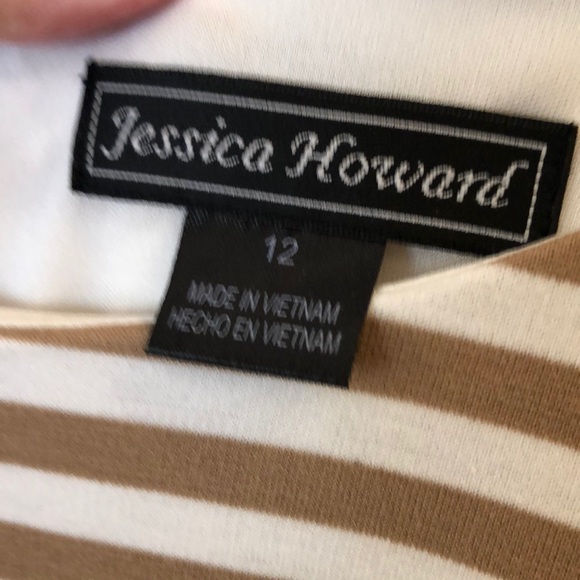 Jessica Howard
12
MADE IN VIETNAM
HECHO EN VIETNAM